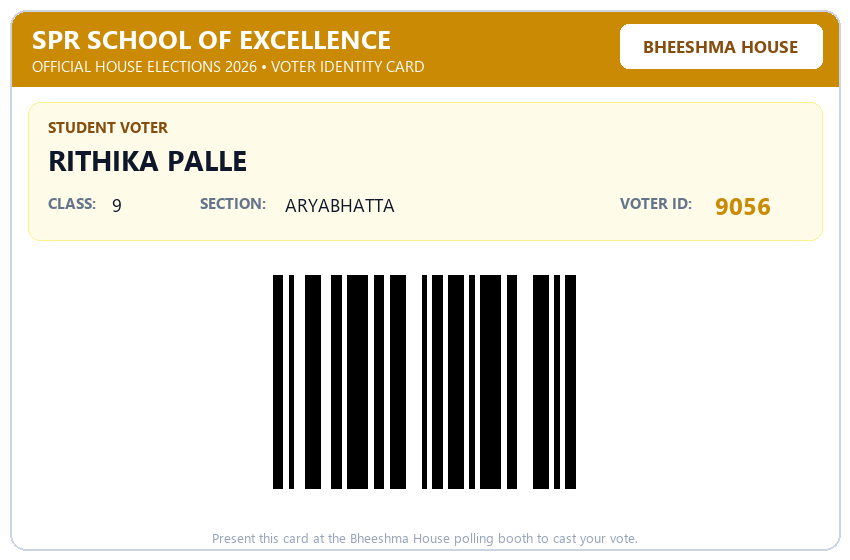 SPR SCHOOL OF EXCELLENCE
OFFICIAL HOUSE ELECTIONS 2026 • VOTER IDENTITY CARD
BHEESHMA HOUSE
STUDENT VOTER
RITHIKA PALLE
CLASS: 9 SECTION: ARYABHATTA VOTER ID: 9056
Present this card at the Bheeshma House polling booth to cast your vote.